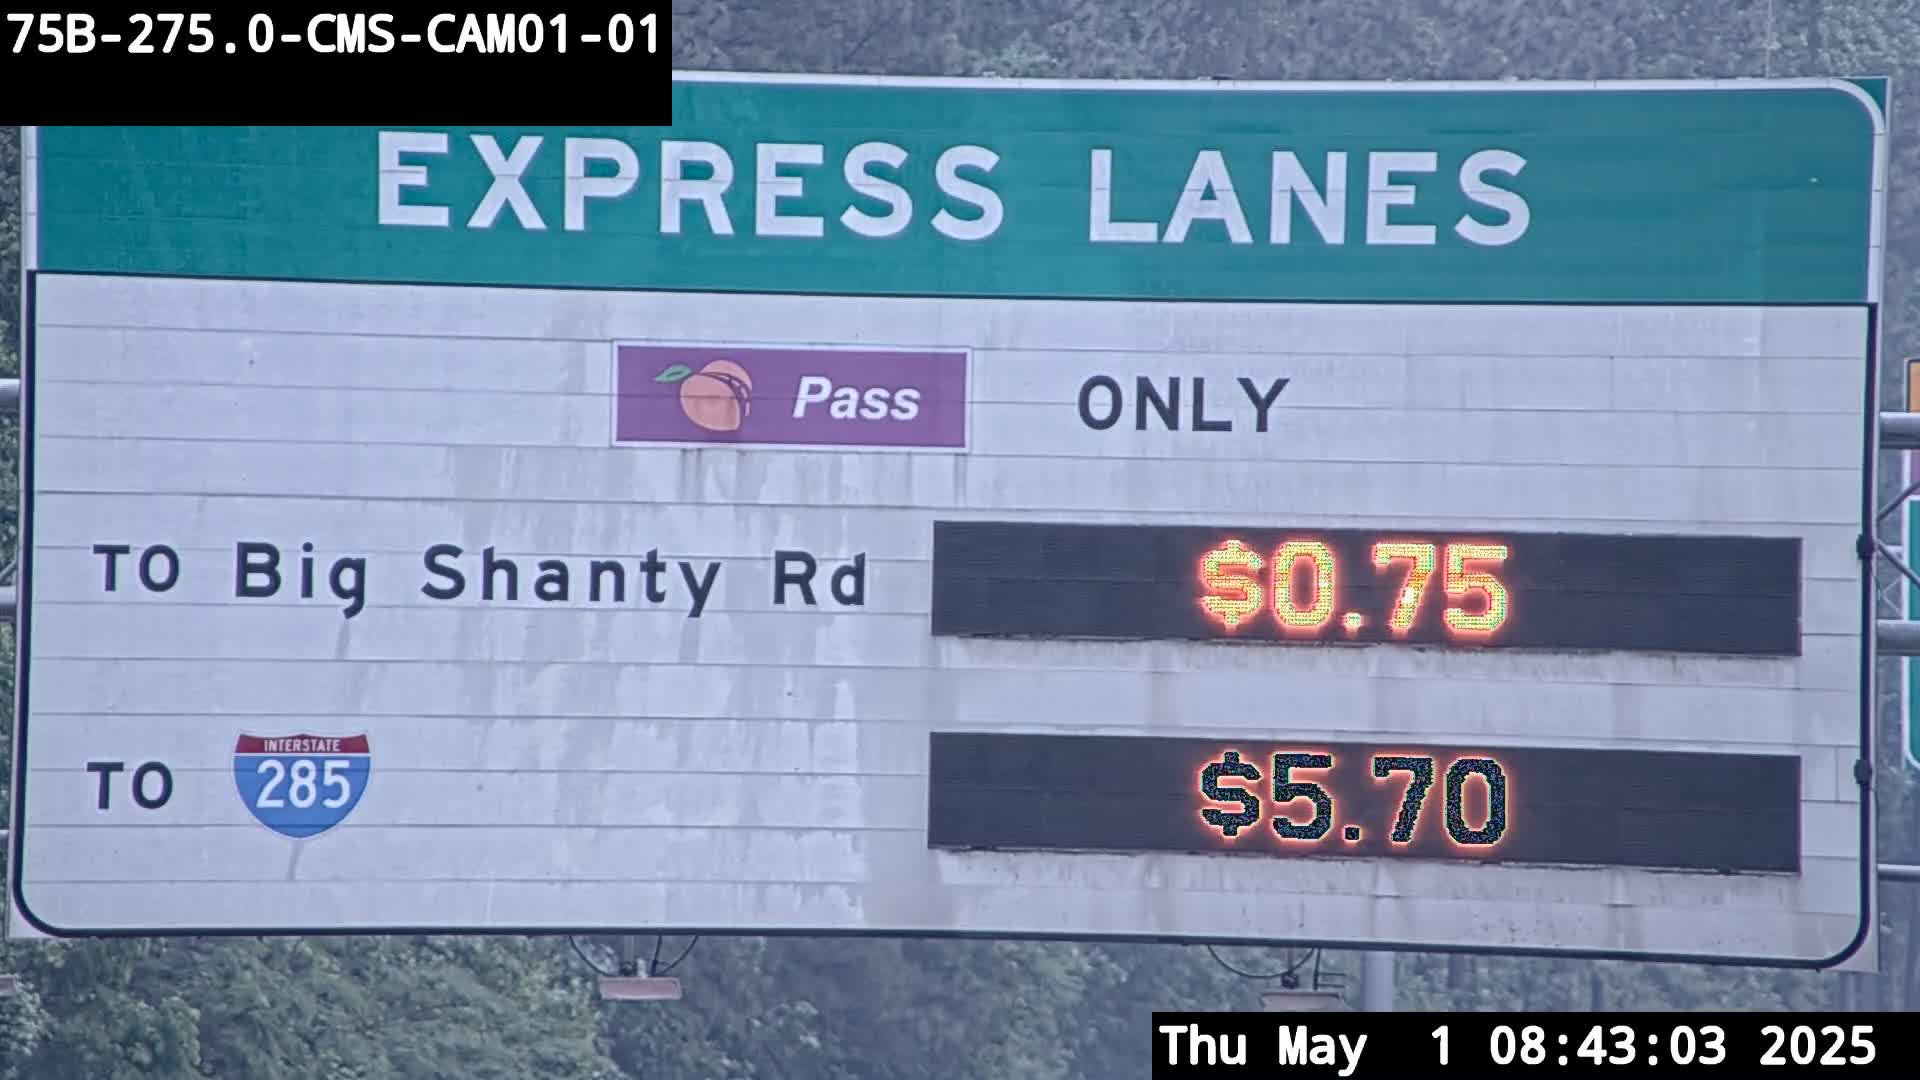 75B-275.0-CMS-CAM01-01
EXPRESS LANES
Pass ONLY
TO Big Shanty Rd $0.75
TO INTERSTATE 285 $5.70
Thu May 1 08:43:03 2025